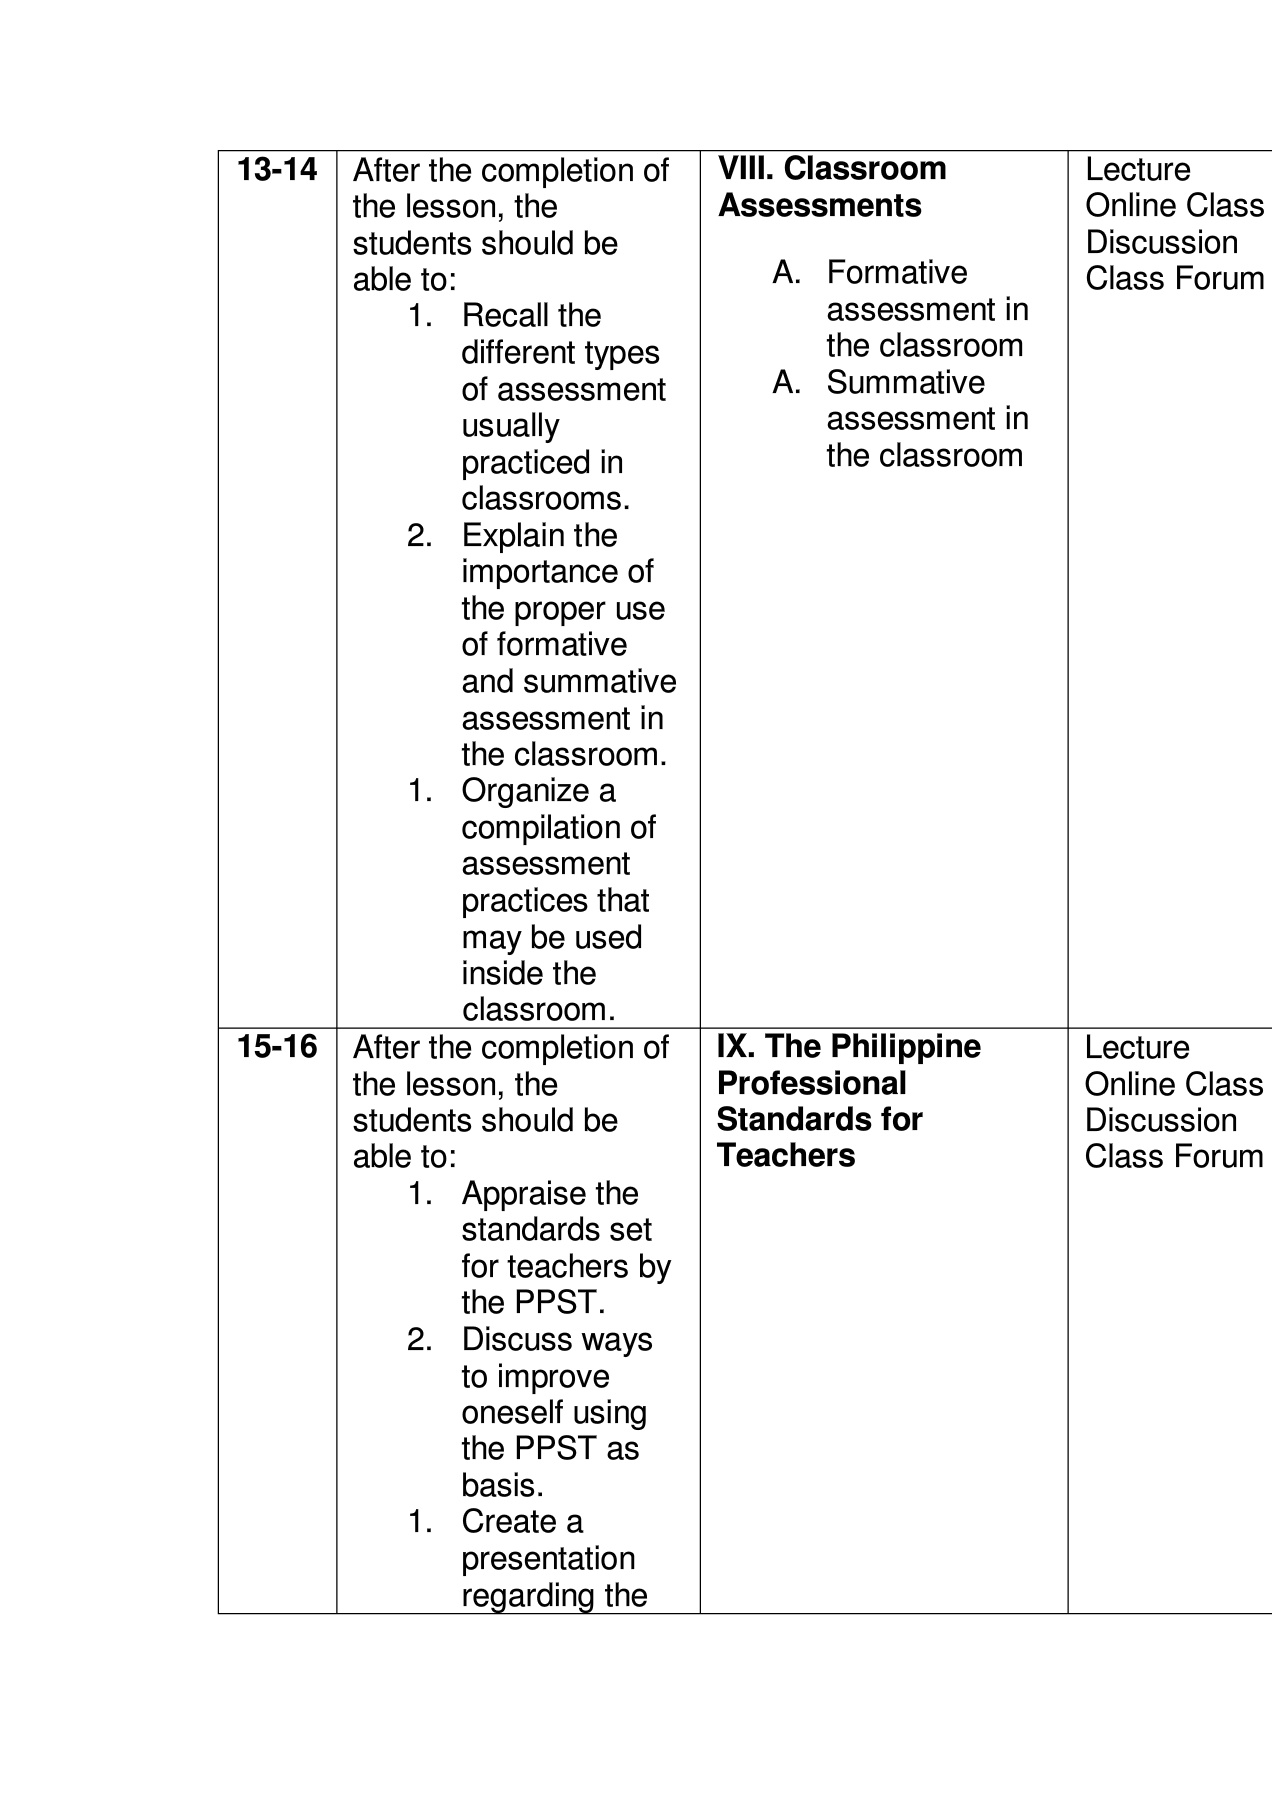 13-14
After the completion of
the lesson, the
students should be
able to:
1. Recall the
different types
of assessment
usually
practiced in
classrooms.
2. Explain the
importance of
the proper use
of formative
and summative
assessment in
the classroom.
1. Organize a
compilation of
assessment
practices that
may be used
inside the
classroom.
VIII. Classroom
Assessments
A. Formative
assessment in
the classroom
A. Summative
assessment in
the classroom
Lecture
Online Class
Discussion
Class Forum
15-16
After the completion of
the lesson, the
students should be
able to:
1. Appraise the
standards set
for teachers by
the PPST.
2. Discuss ways
to improve
oneself using
the PPST as
basis.
1. Create a
presentation
regarding the
IX. The Philippine
Professional
Standards for
Teachers
Lecture
Online Class
Discussion
Class Forum